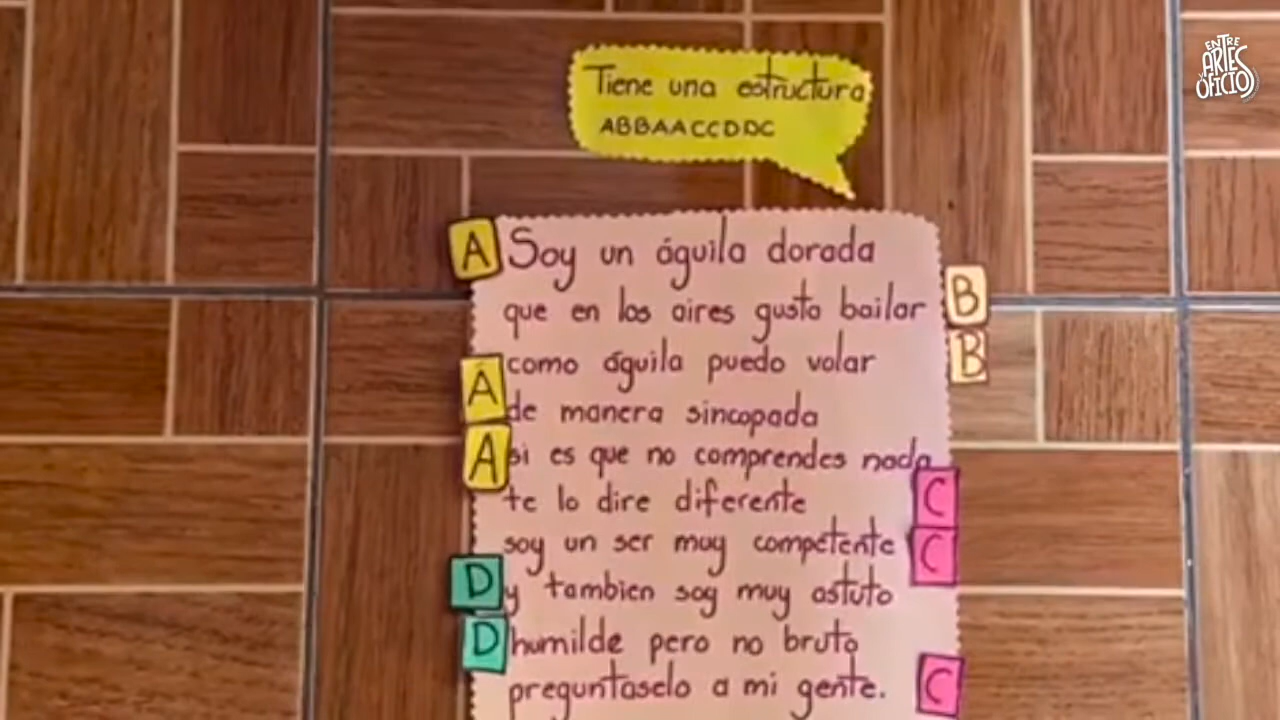 Tiene una estructura
ABBAACCDDC
A Soy un águila dorada
que en los aires gusta bailar B
como águila puedo volar B
A de manera sincopada
A si es que no comprendes nada
te lo dire diferente C
soy un ser muy competente C
D y tambien soy muy astuto
D humilde pero no bruto
preguntaselo a mi gente. C
ENTRE
ARTES
Y
OFICIOS